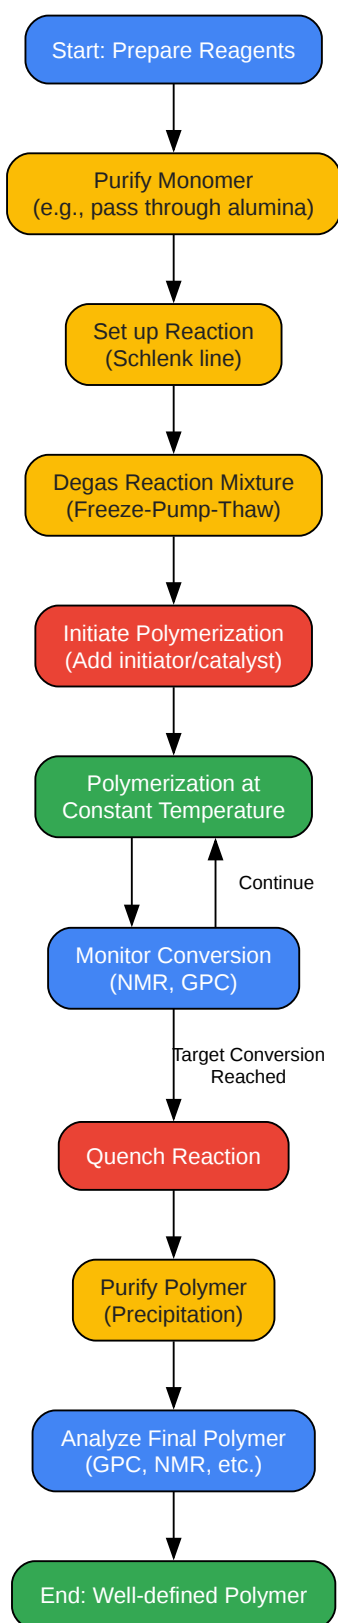 Start: Prepare Reagents
Purify Monomer
(e.g., pass through alumina)
Set up Reaction
(Schlenk line)
Degas Reaction Mixture
(Freeze-Pump-Thaw)
Initiate Polymerization
(Add initiator/catalyst)
Polymerization at
Constant Temperature
Continue
Monitor Conversion
(NMR, GPC)
Target Conversion
Reached
Quench Reaction
Purify Polymer
(Precipitation)
Analyze Final Polymer
(GPC, NMR, etc.)
End: Well-defined Polymer